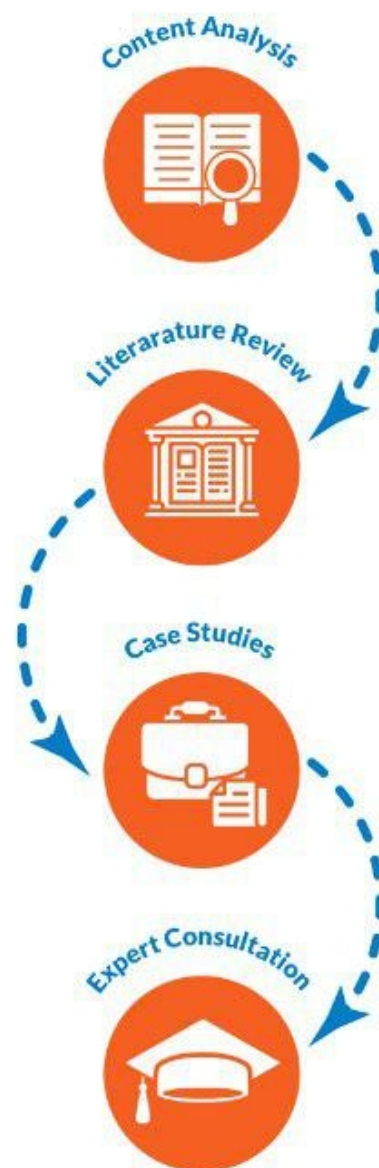 Content Analysis
Literarature Review
Case Studies
Expert Consultation